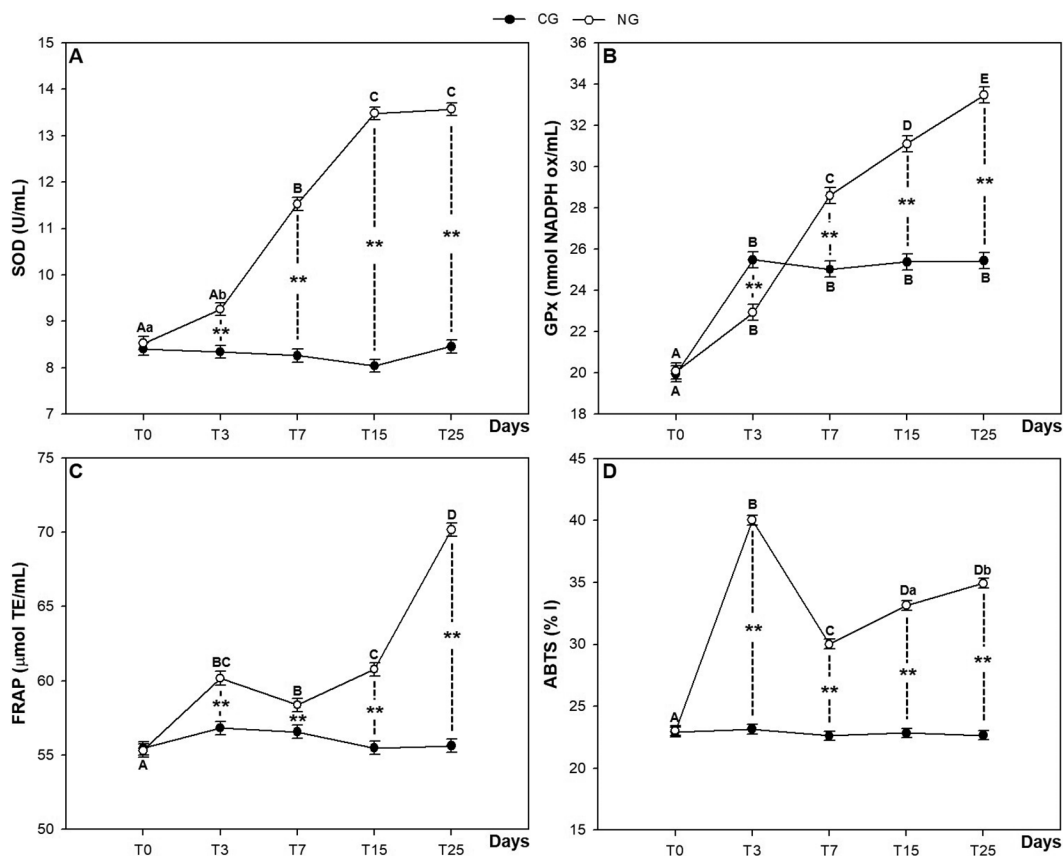 CG NG
A
SOD (U/mL)
15
14
13
12
11
10
9
8
7
Aa
Ab
B
C
C
**
**
**
**
T0 T3 T7 T15 T25 Days
B
GPx (nmol NADPH ox/mL)
36
34
32
30
28
26
24
22
20
18
A
A
B
B
C
B
D
B
E
B
**
**
**
**
T0 T3 T7 T15 T25 Days
C
FRAP (µmol TE/mL)
75
70
65
60
55
50
A
BC
B
C
D
**
**
**
**
T0 T3 T7 T15 T25 Days
D
ABTS (% I)
45
40
35
30
25
20
15
A
B
C
Da
Db
**
**
**
**
T0 T3 T7 T15 T25 Days